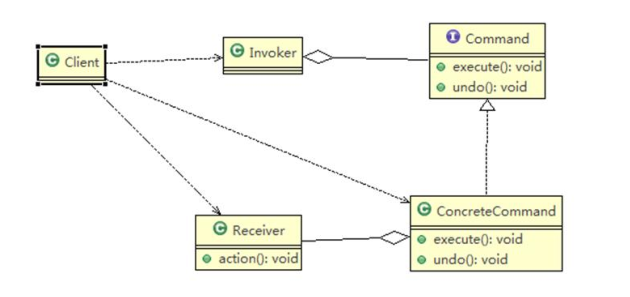 C Client
C Invoker
I Command
execute(): void
undo(): void
C Receiver
action(): void
C ConcreteCommand
execute(): void
undo(): void